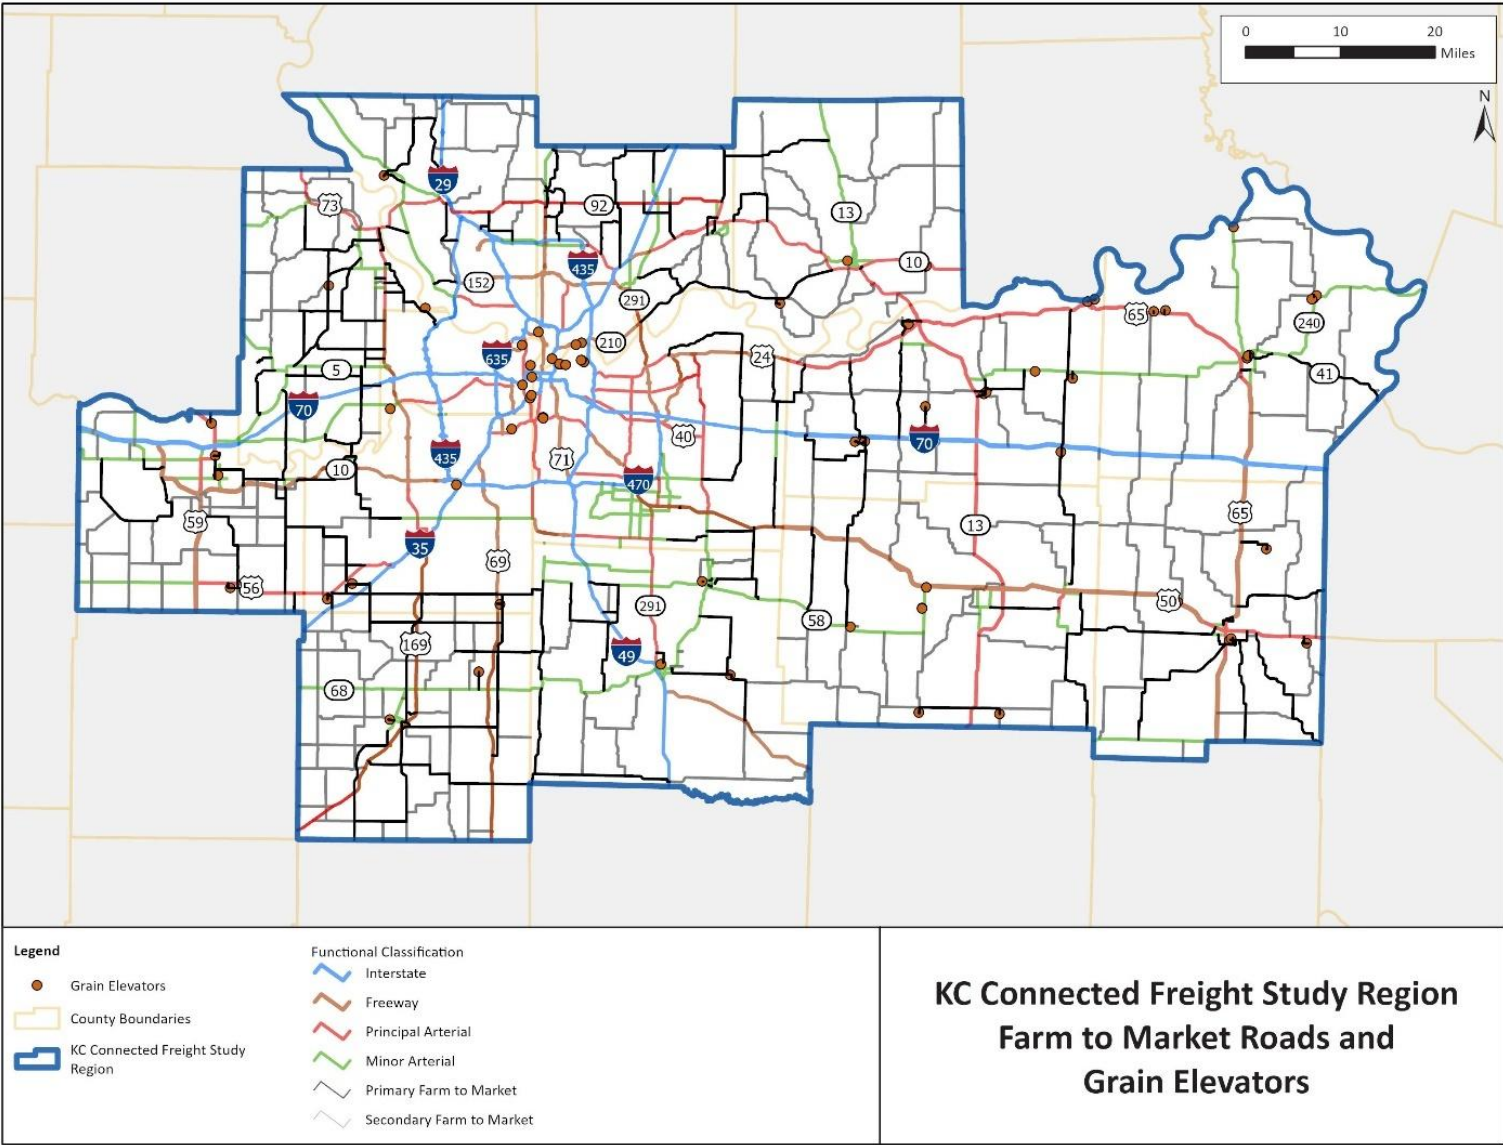 0 10 20
Miles
N
29
73
92
13
435
10
152
291
65
240
210
635
24
5
41
70
40
70
435
71
10
470
65
59
13
35
69
56
50
291
58
169
49
68
Legend
Grain Elevators
County Boundaries
KC Connected Freight Study
Region
Functional Classification
Interstate
Freeway
Principal Arterial
Minor Arterial
Primary Farm to Market
Secondary Farm to Market
KC Connected Freight Study Region
Farm to Market Roads and
Grain Elevators